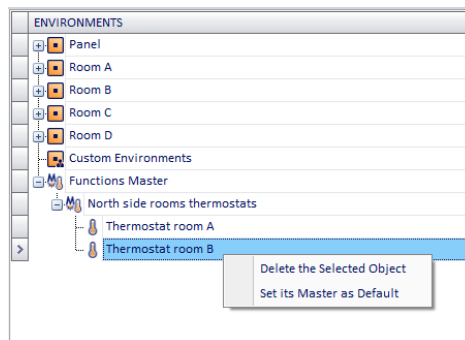 ENVIRONMENTS
Panel
Room A
Room B
Room C
Room D
Custom Environments
Functions Master
North side rooms thermostats
Thermostat room A
Thermostat room B
Delete the Selected Object
Set its Master as Default